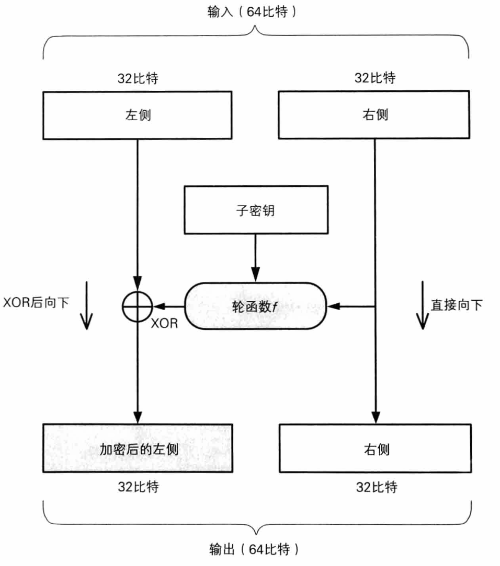 输入（64比特）
32比特
32比特
左侧
右侧
子密钥
XOR后向下
轮函数f
直接向下
XOR
加密后的左侧
右侧
32比特
32比特
输出（64比特）